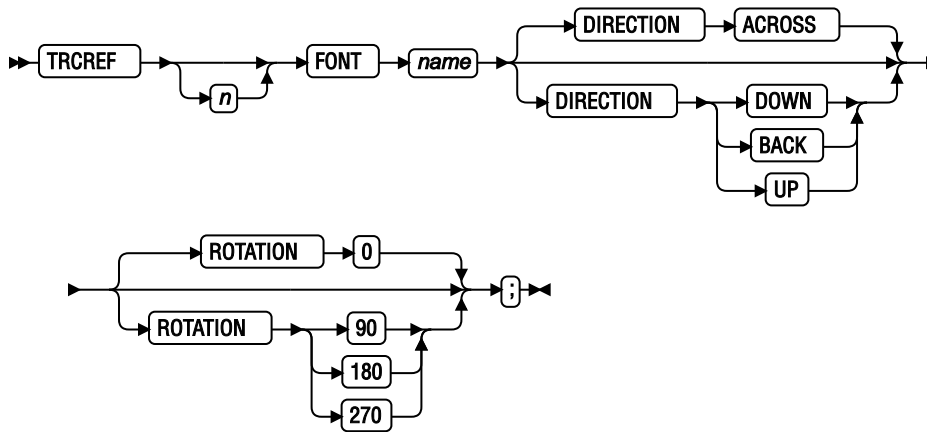 DIRECTION ACROSS
TRCREF FONT name
n
DIRECTION DOWN
BACK
UP
ROTATION 0
;
ROTATION 90
180
270